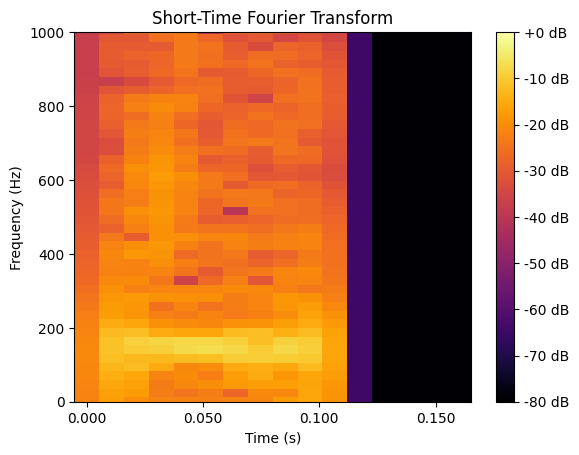 Short-Time Fourier Transform
1000
800
600
400
200
0
Frequency (Hz)
0.000
0.050
0.100
0.150
Time (s)
+0 dB
-10 dB
-20 dB
-30 dB
-40 dB
-50 dB
-60 dB
-70 dB
-80 dB